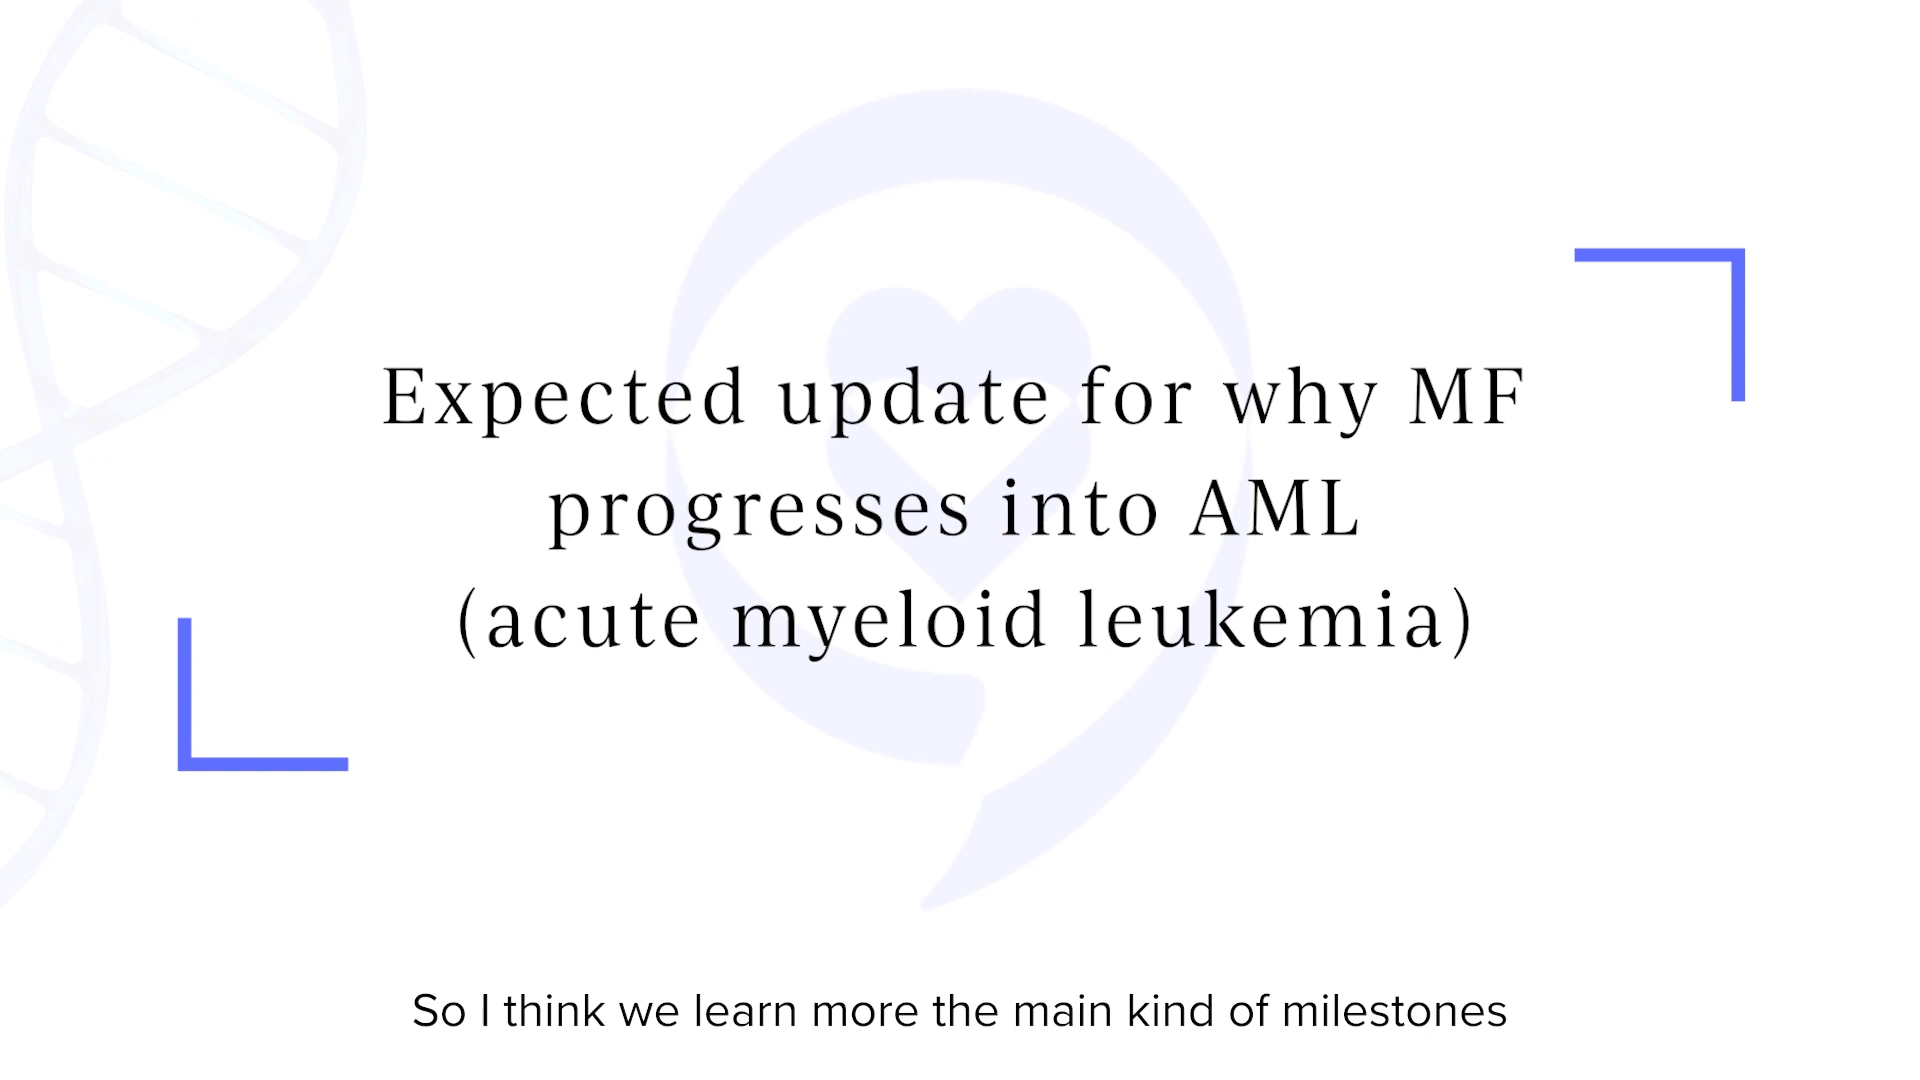 Expected update for why MF
progresses into AML
(acute myeloid leukemia)
So I think we learn more the main kind of milestones